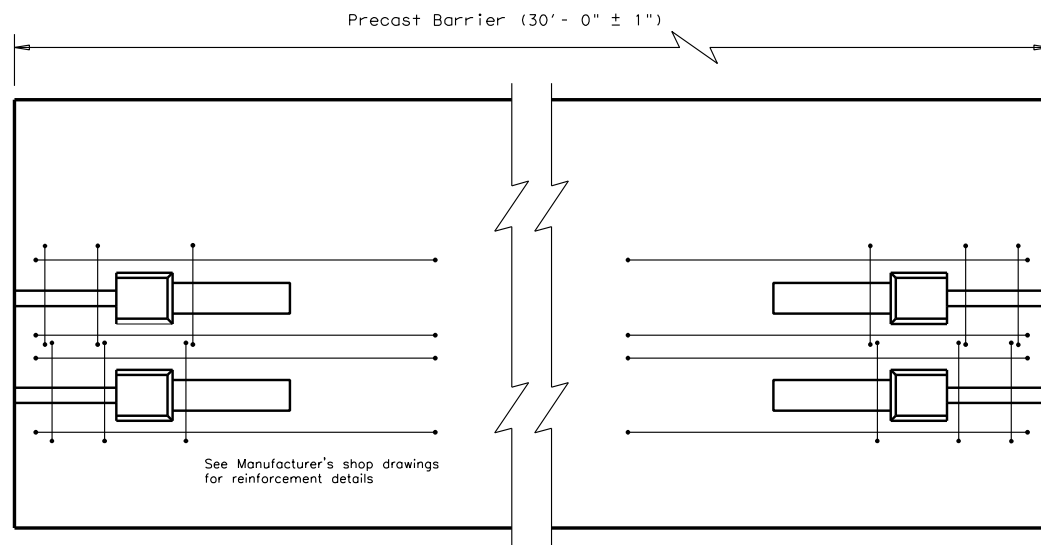 Precast Barrier (30'- 0" ± 1")
See Manufacturer's shop drawings
for reinforcement details